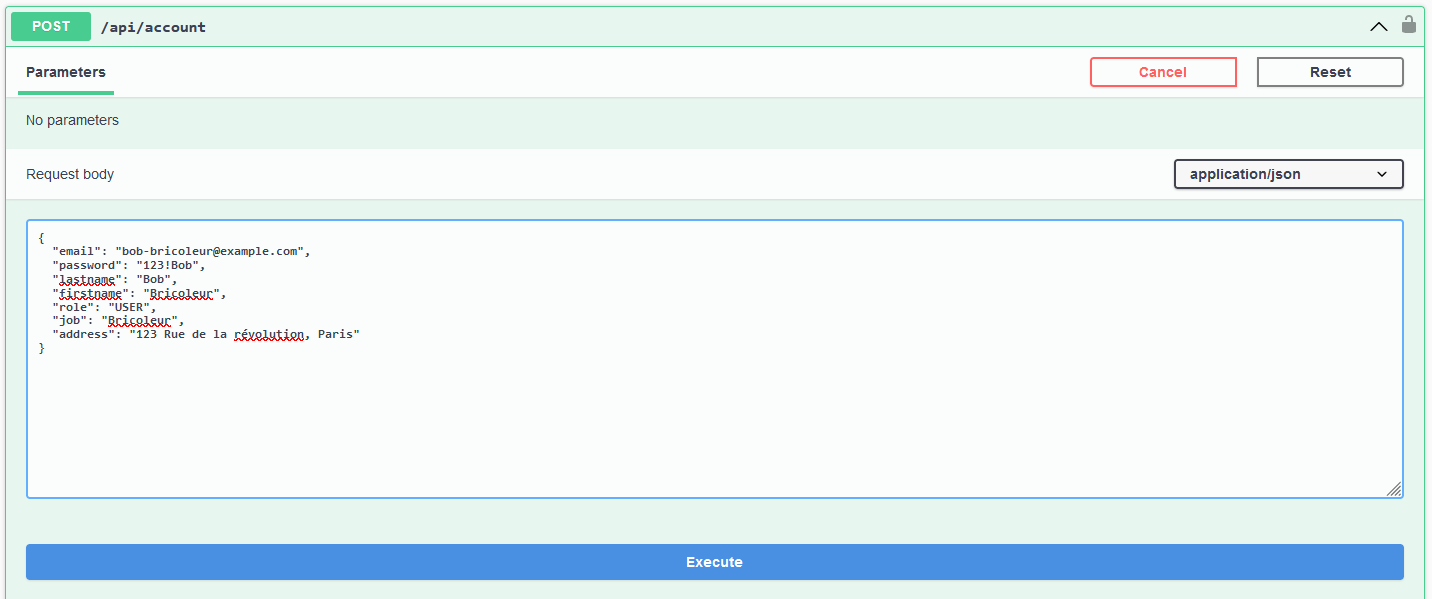 POST /api/account
Parameters Cancel Reset
No parameters
Request body application/json
{
  "email": "bob-bricoleur@example.com",
  "password": "123!Bob",
  "lastname": "Bob",
  "firstname": "Bricoleur",
  "role": "USER",
  "job": "Bricoleur",
  "address": "123 Rue de la révolution, Paris"
}
Execute